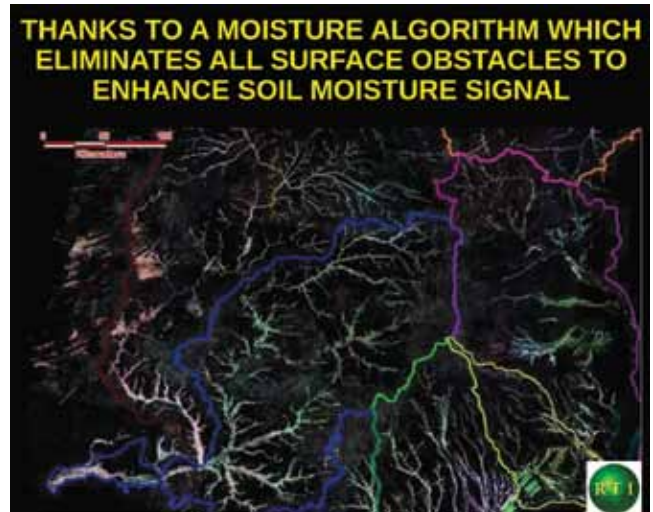 THANKS TO A MOISTURE ALGORITHM WHICH
ELIMINATES ALL SURFACE OBSTACLES TO
ENHANCE SOIL MOISTURE SIGNAL
RTI